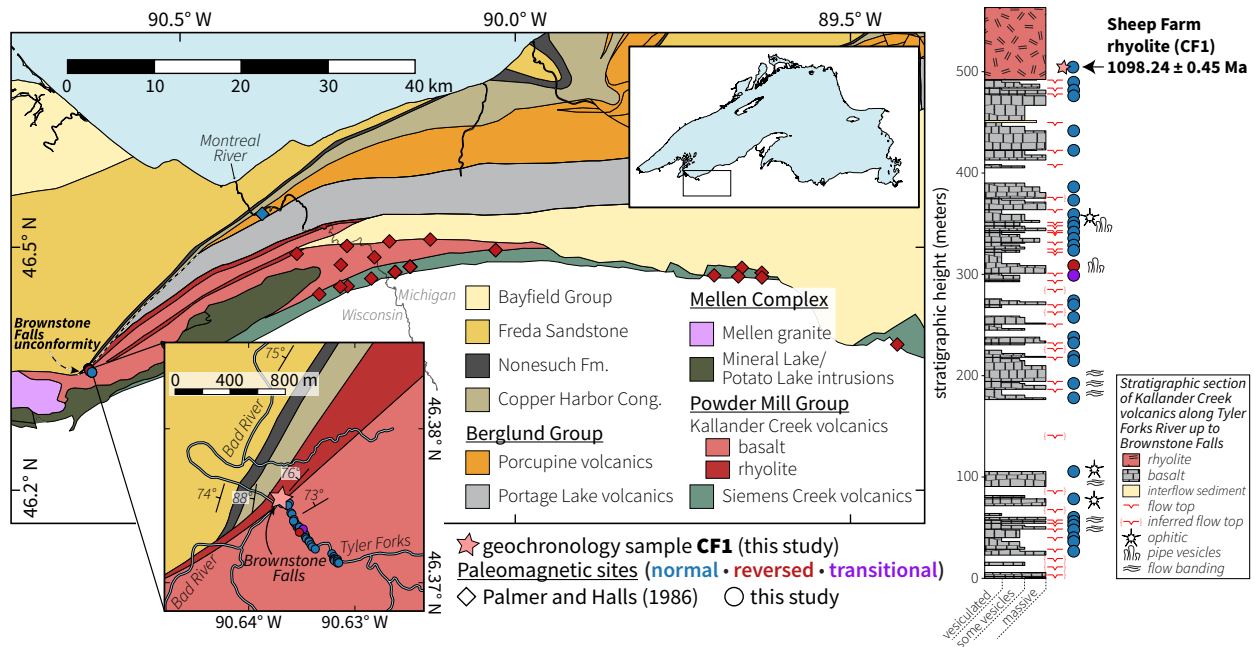 90.5° W
90.0° W
89.5° W
0
10
20
30
40 km
Montreal
River
46.5° N
46.2° N
Michigan
Wisconsin
Brownstone
Falls
unconformity
Bayfield Group
Freda Sandstone
Nonesuch Fm.
Copper Harbor Cong.
Berglund Group
Porcupine volcanics
Portage Lake volcanics
Mellen Complex
Mellen granite
Mineral Lake/
Potato Lake intrusions
Powder Mill Group
Kallander Creek volcanics
basalt
rhyolite
Siemens Creek volcanics
0
400
800 m
75°
Bad River
76°
74°
88°
73°
Brownstone
Falls
Tyler Forks
Bad River
46.38° N
46.37° N
90.64° W
90.63° W
geochronology sample CF1 (this study)
Paleomagnetic sites (normal • reversed • transitional)
Palmer and Halls (1986)
this study
stratigraphic height (meters)
500
400
300
200
100
0
vesiculated
some vesicles
massive
Sheep Farm
rhyolite (CF1)
1098.24 ± 0.45 Ma
Stratigraphic section
of Kallander Creek
volcanics along Tyler
Forks River up to
Brownstone Falls
rhyolite
basalt
interflow sediment
flow top
inferred flow top
ophitic
pipe vesicles
flow banding